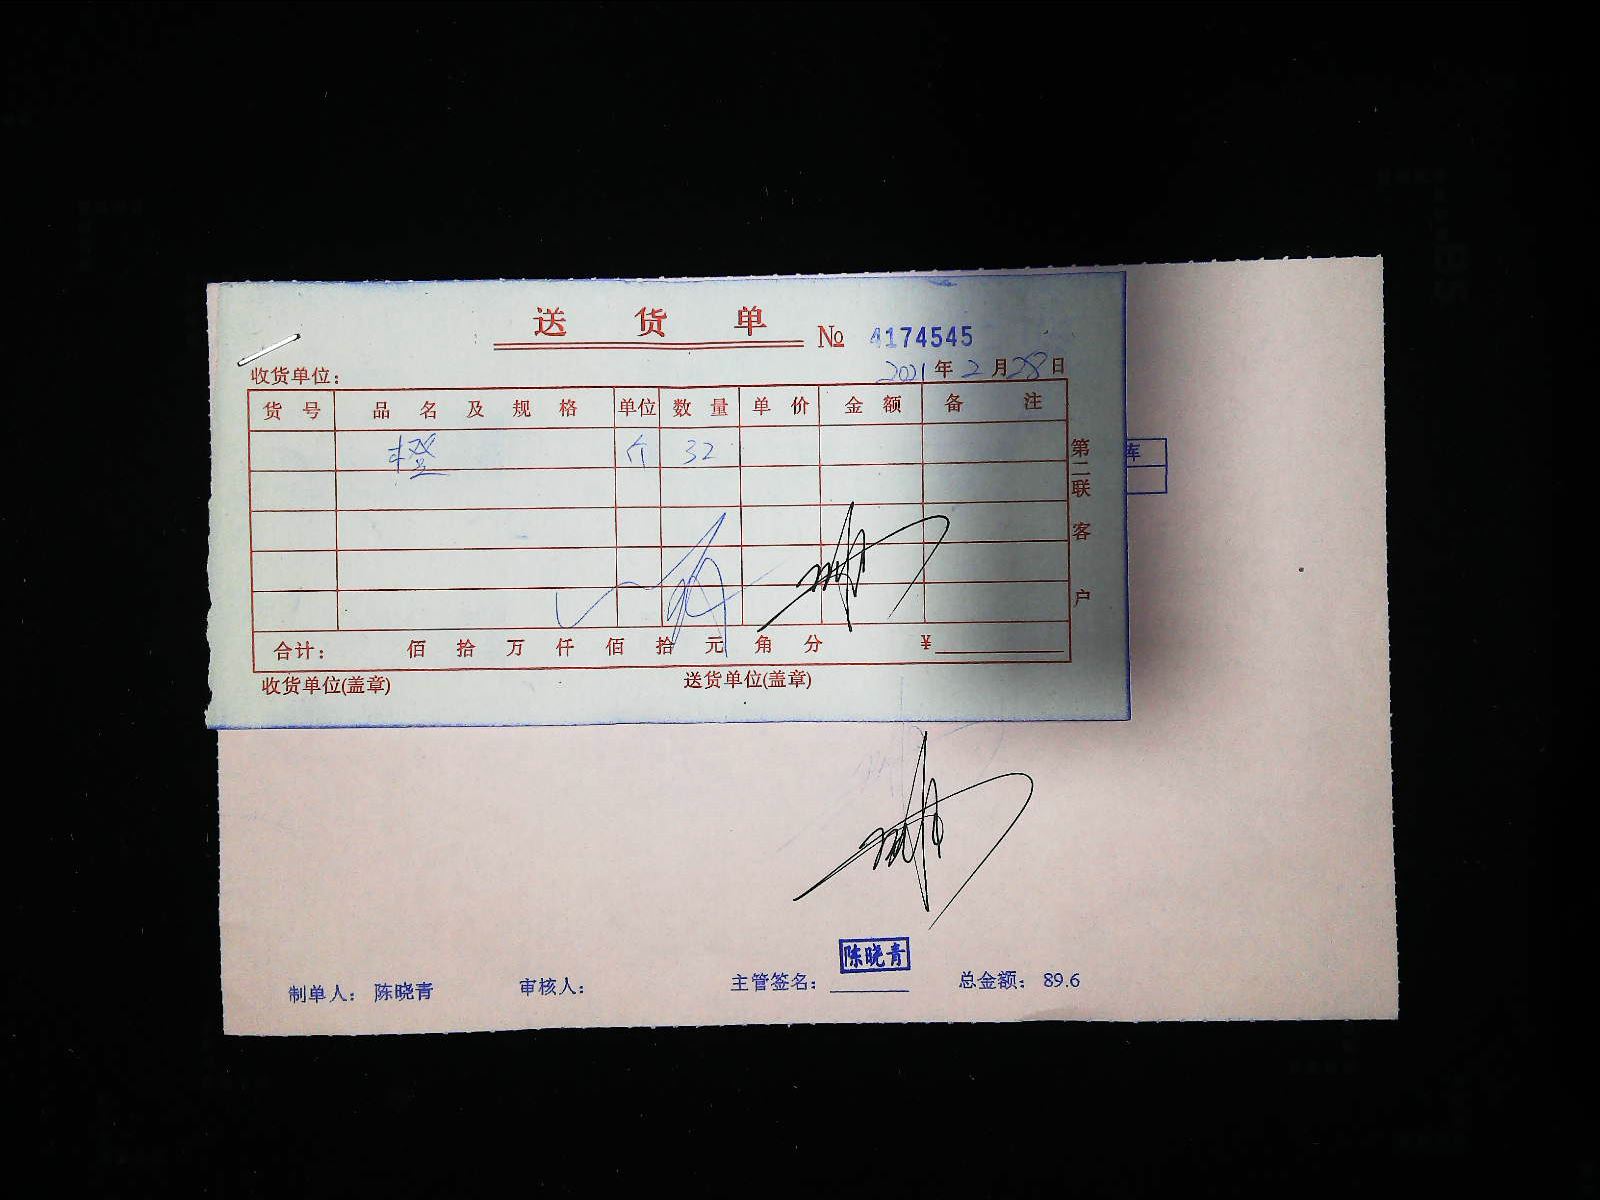 送 货 单 № 4174545
收货单位： 2021 年 2 月 28 日
货 号 品 名 及 规 格 单位 数 量 单 价 金 额 备 注
橙 个 32
第二联 客户
库
合计： 佰 拾 万 仟 佰 拾 元 角 分 ¥
收货单位(盖章) 送货单位(盖章)
陈晓青
制单人： 陈晓青 审核人： 主管签名： 总金额： 89.6